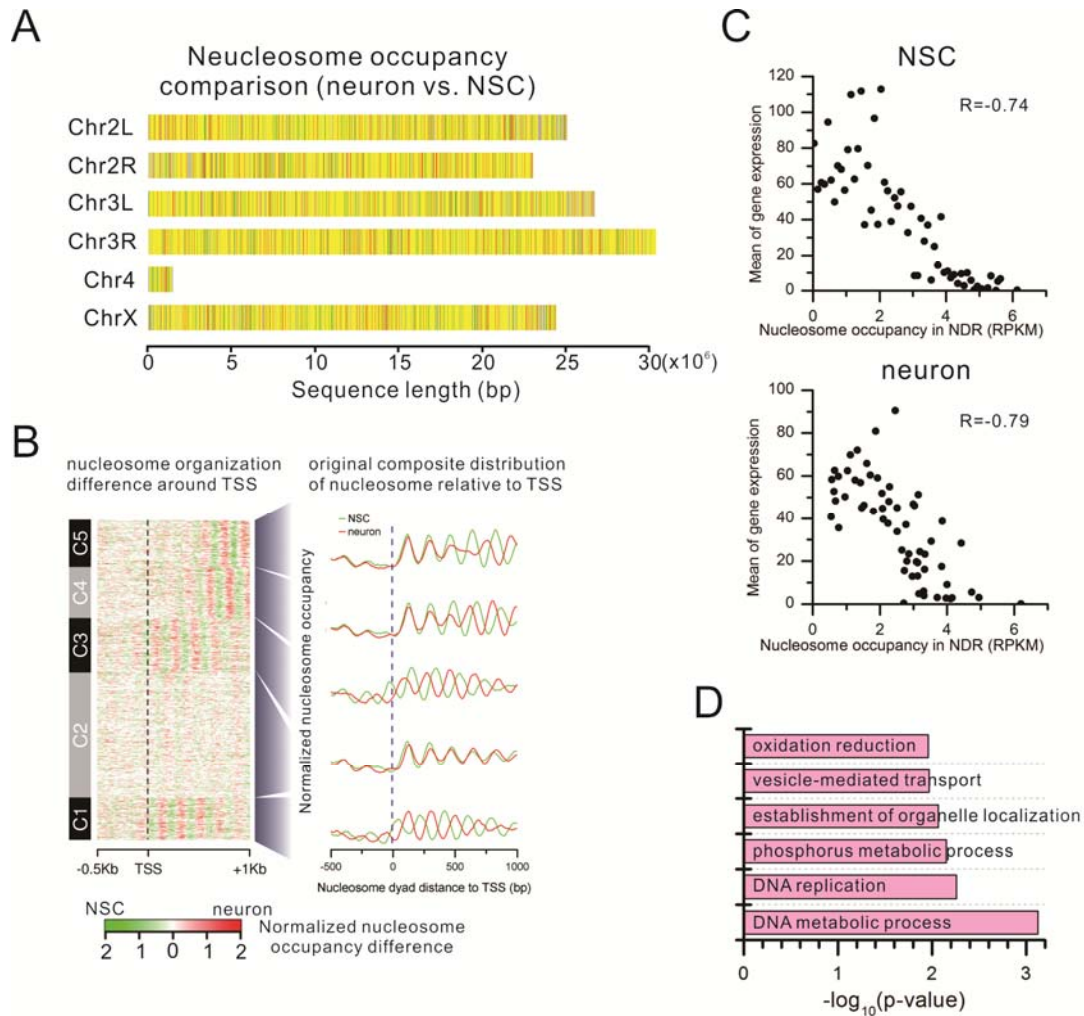 A
Neucleosome occupancy
comparison (neuron vs. NSC)
Chr2L
Chr2R
Chr3L
Chr3R
Chr4
ChrX
0 5 10 15 20 25 30(x10⁶)
Sequence length (bp)
B
nucleosome organization
difference around TSS
original composite distribution
of nucleosome relative to TSS
C5
C4
C3
C2
C1
-0.5Kb TSS +1Kb
NSC neuron
2 1 0 1 2
Normalized nucleosome
occupancy difference
NSC
neuron
Normalized nucleosome occupancy
-500 0 500 1000
Nucleosome dyad distance to TSS (bp)
C
NSC
R=-0.74
Mean of gene expression
120
100
80
60
40
20
0
0 2 4 6
Nucleosome occupancy in NDR (RPKM)
neuron
R=-0.79
Mean of gene expression
100
80
60
40
20
0
0 2 4 6
Nucleosome occupancy in NDR (RPKM)
D
oxidation reduction
vesicle-mediated transport
establishment of organelle localization
phosphorus metabolic process
DNA replication
DNA metabolic process
0 1 2 3
-log₁₀(p-value)